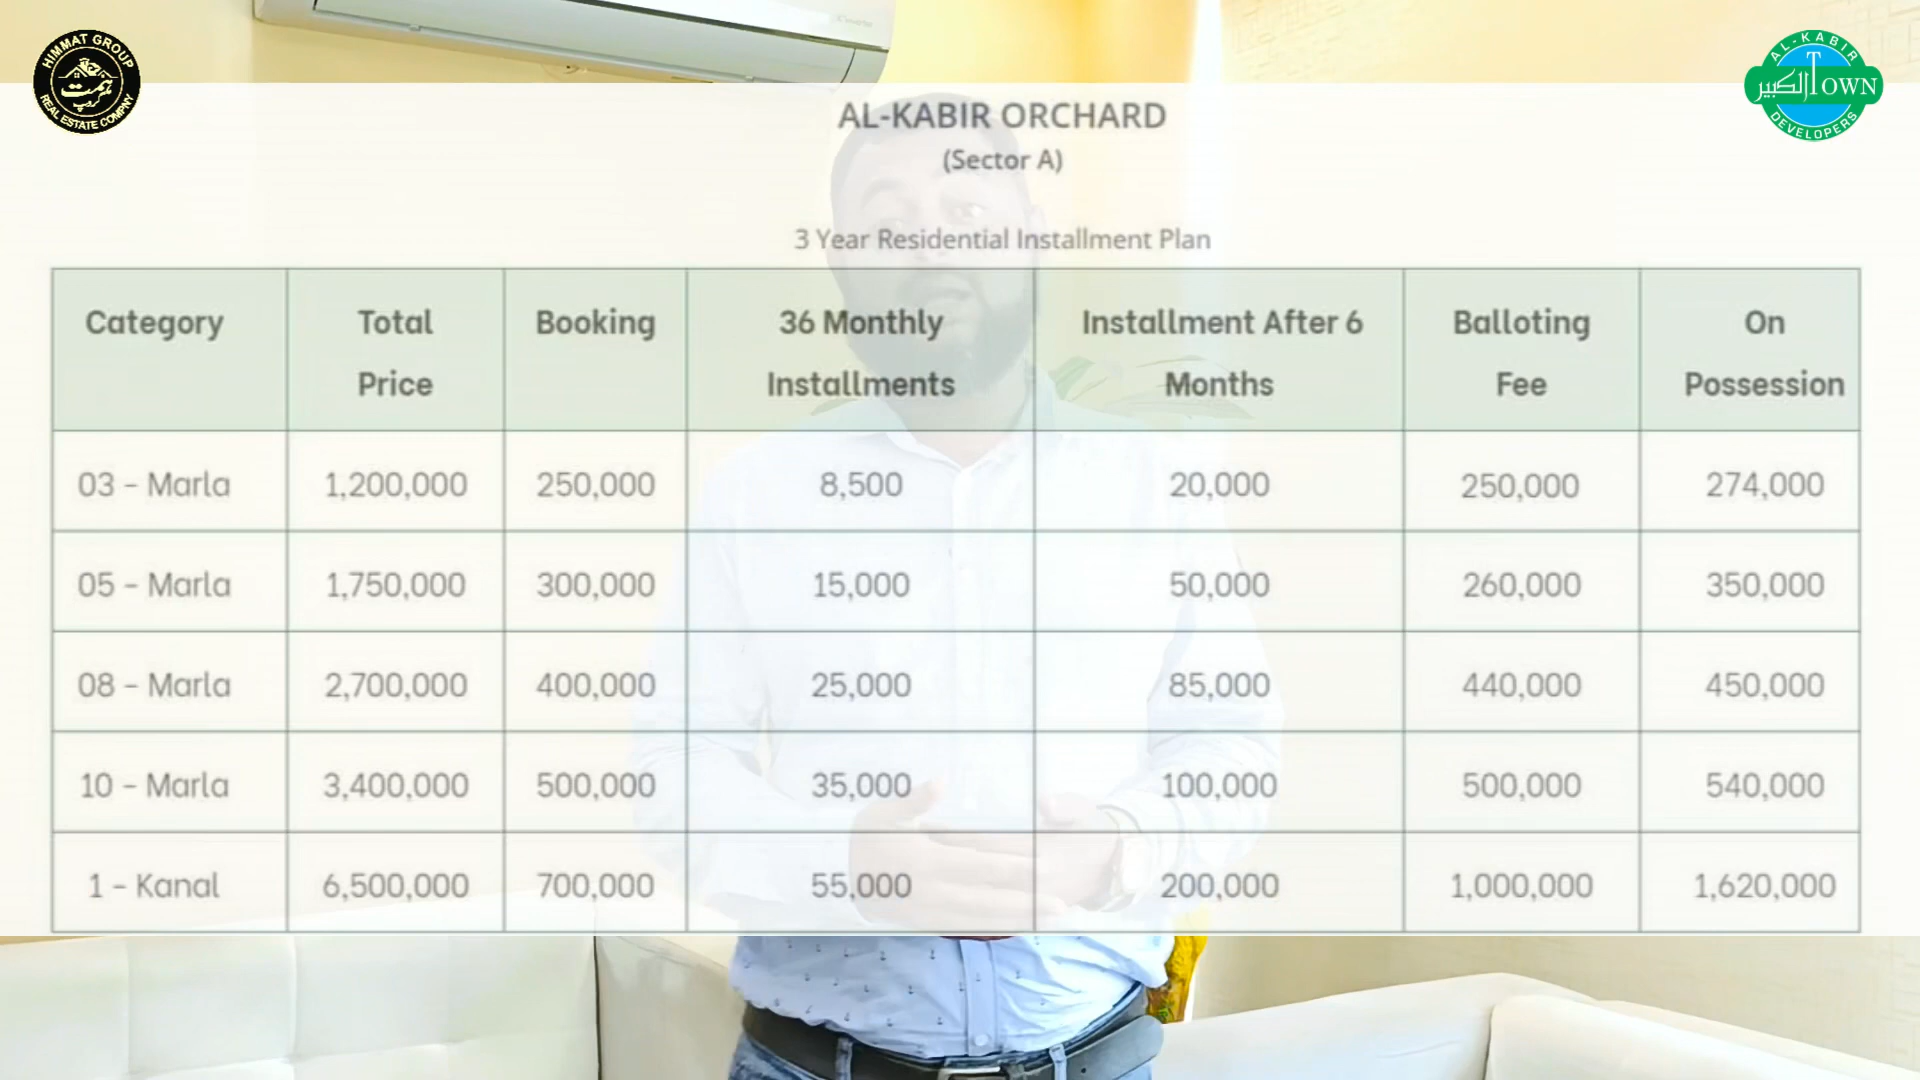 HIMMAT GROUP
ہمت
گروپ
REAL ESTATE COMPNY
AL-KABIR
الکبیر TOWN
DEVELOPERS
AL-KABIR ORCHARD
(Sector A)
3 Year Residential Installment Plan
Category Total Price Booking 36 Monthly Installments Installment After 6 Months Balloting Fee On Possession
03 - Marla 1,200,000 250,000 8,500 20,000 250,000 274,000
05 - Marla 1,750,000 300,000 15,000 50,000 260,000 350,000
08 - Marla 2,700,000 400,000 25,000 85,000 440,000 450,000
10 - Marla 3,400,000 500,000 35,000 100,000 500,000 540,000
1 - Kanal 6,500,000 700,000 55,000 200,000 1,000,000 1,620,000